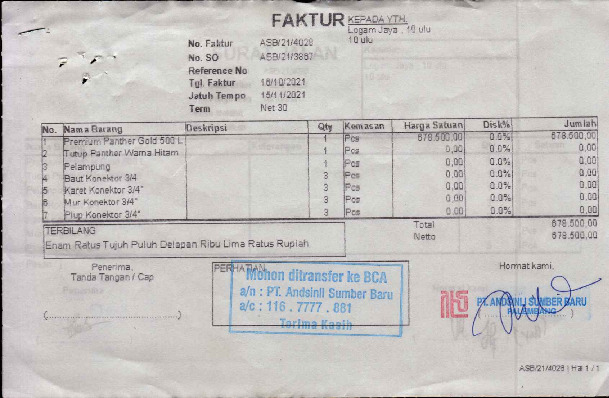 FAKTUR
KEPADA YTH.
Logam Jaya , 10 ulu
10 ulu
No. Faktur ASB/21/4028
No. SO ASB/21/3867
Reference No
Tgl. Faktur 16/10/2021
Jatuh Tempo 15/11/2021
Term Net 30
No. Nama Barang Deskripsi Qty Kemasan Harga Satuan Disk% Jumlah
1 Premium Panther Gold 500 L 1 Pcs 678.500,00 0.0% 678.500,00
2 Tutup Panther Warna Hitam 1 Pcs 0,00 0.0% 0,00
3 Pelampung 1 Pcs 0,00 0.0% 0,00
4 Baut Konektor 3/4 3 Pcs 0,00 0.0% 0,00
5 Karet Konektor 3/4" 3 Pcs 0,00 0.0% 0,00
6 Mur Konektor 3/4" 3 Pcs 0,00 0.0% 0,00
7 Plup Konektor 3/4" 3 Pcs 0,00 0.0% 0,00
TERBILANG
Enam Ratus Tujuh Puluh Delapan Ribu Lima Ratus Rupiah
Total 678.500,00
Netto 678.500,00
Penerima,
Tanda Tangan / Cap
PERHATIAN
Mohon ditransfer ke BCA
a/n : PT. Andsinli Sumber Baru
a/c : 116 . 7777 . 881
Terima Kasih
Hormat kami,
PT. ANDSINLI SUMBER BARU
PALEMBANG
ASB/21/4028 | Hal 1 / 1